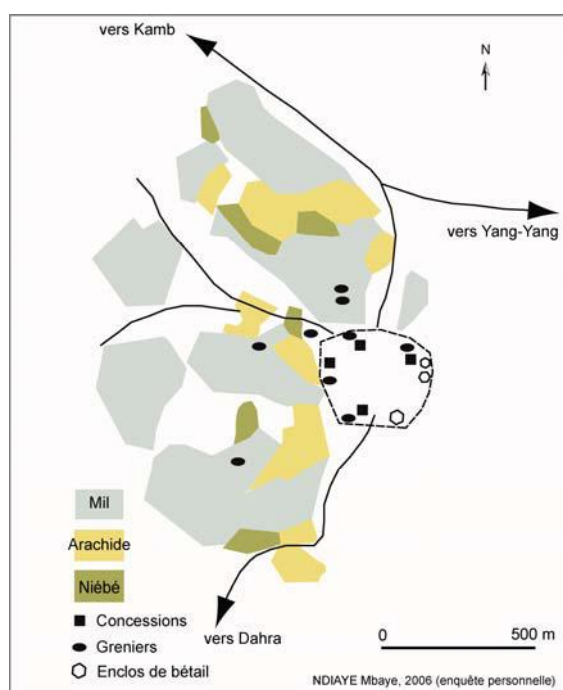 vers Kamb
N
vers Yang-Yang
Mil
Arachide
Niébé
Concessions
Greniers
Enclos de bétail
vers Dahra
0 500 m
NDIAYE Mbaye, 2006 (enquête personnelle)